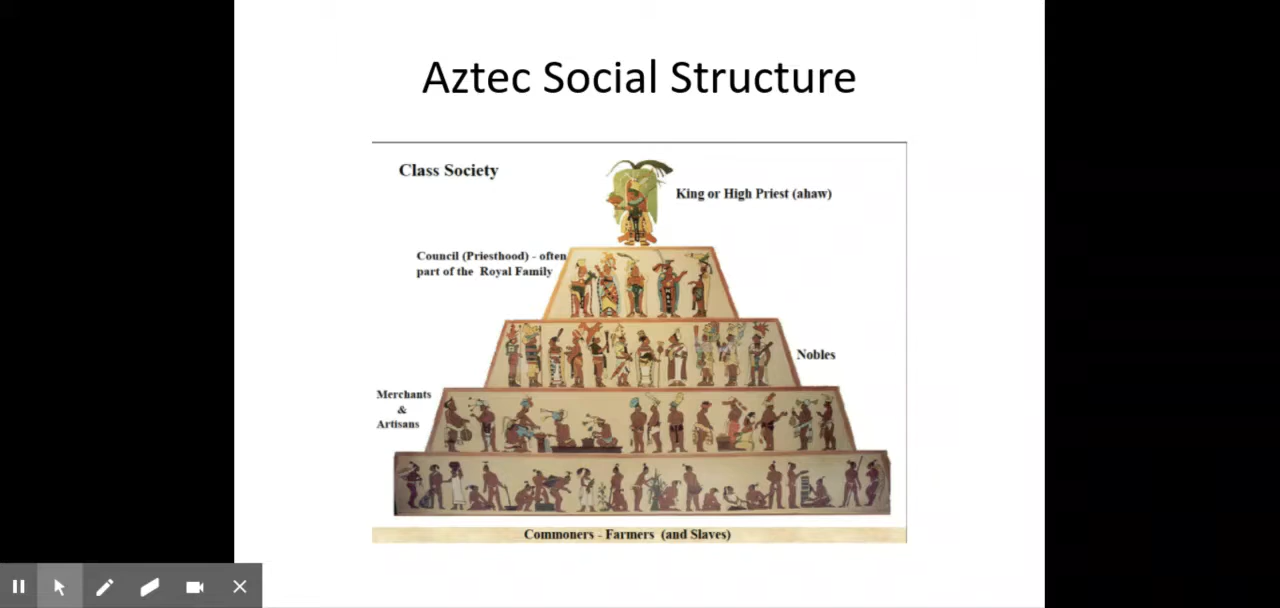 Aztec Social Structure
Class Society
King or High Priest (ahaw)
Council (Priesthood) - often
part of the Royal Family
Nobles
Merchants
&
Artisans
Commoners - Farmers (and Slaves)